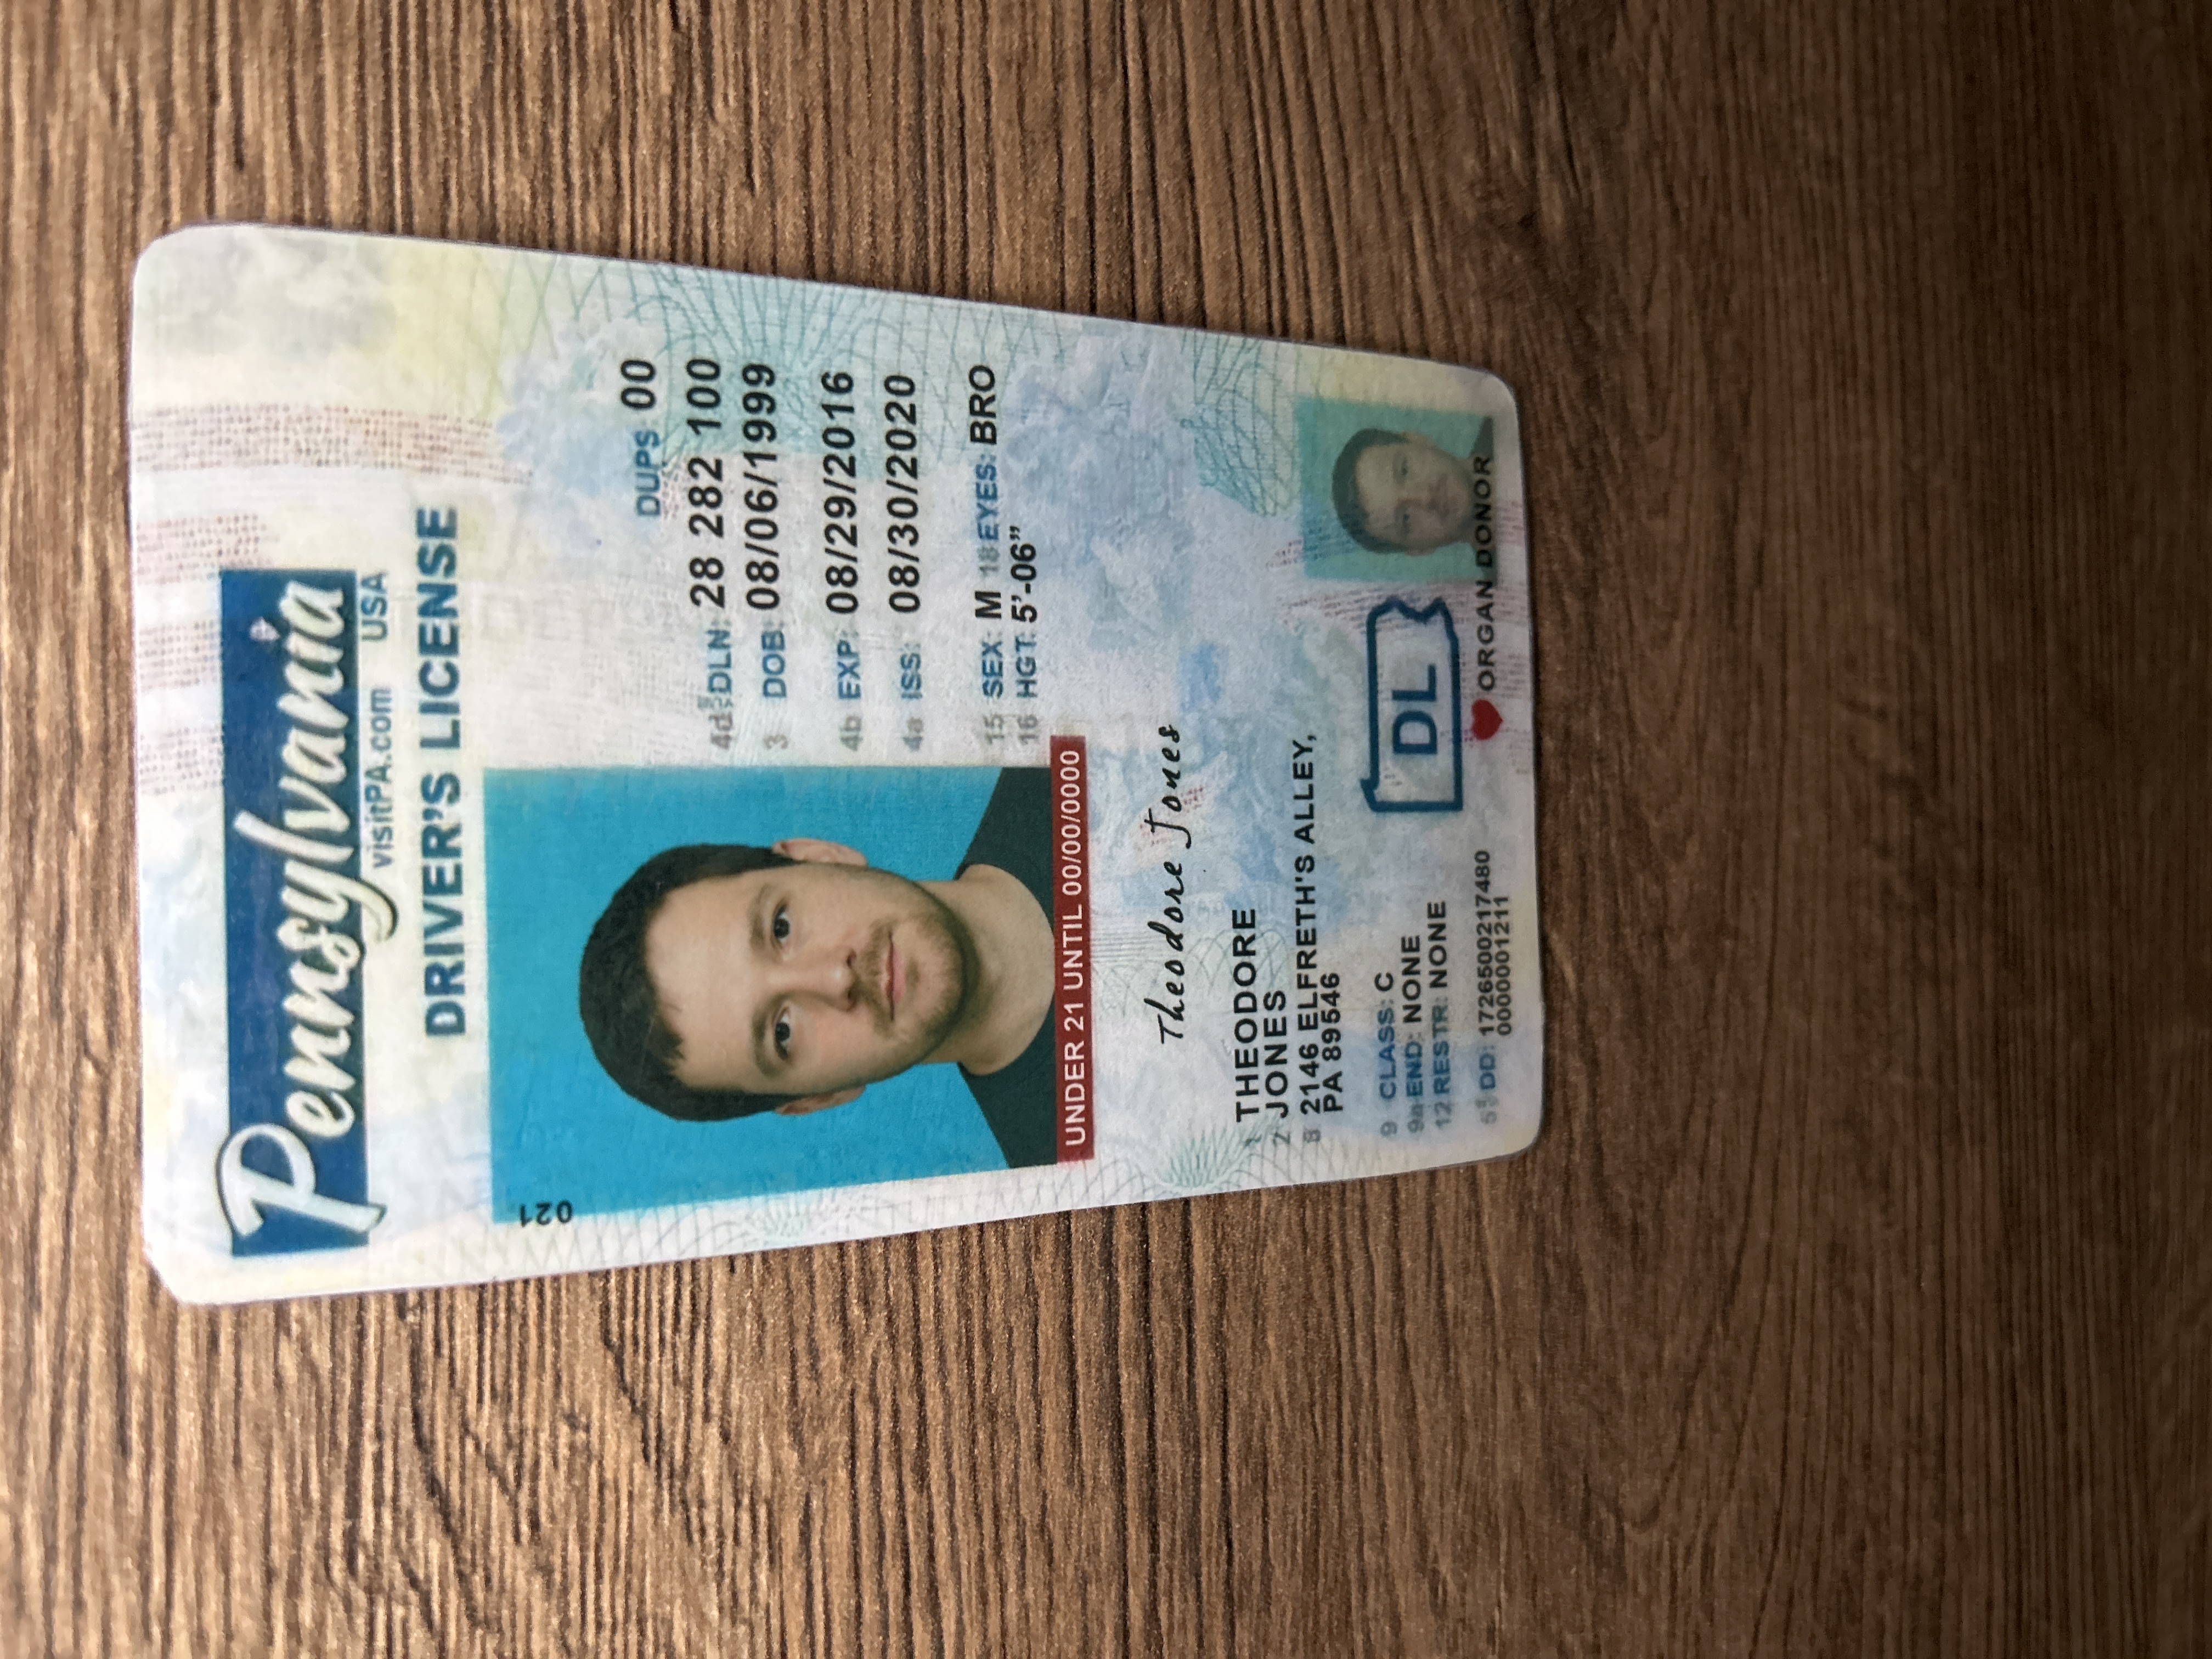 Pennsylvania
visitPA.com USA
DRIVER'S LICENSE
021
DUPS 00
4d DLN: 28 282 100
3 DOB: 08/06/1999
4b EXP: 08/29/2016
4a ISS: 08/30/2020
15 SEX: M 18 EYES: BRO
16 HGT: 5'-06”
UNDER 21 UNTIL 00/00/0000
Theodore Jones
1 THEODORE
2 JONES
8 2146 ELFRETH'S ALLEY,
PA 89546
9 CLASS: C
9a END: NONE
12 RESTR: NONE
DL
5 DD: 1726500217480
0000001211
ORGAN DONOR